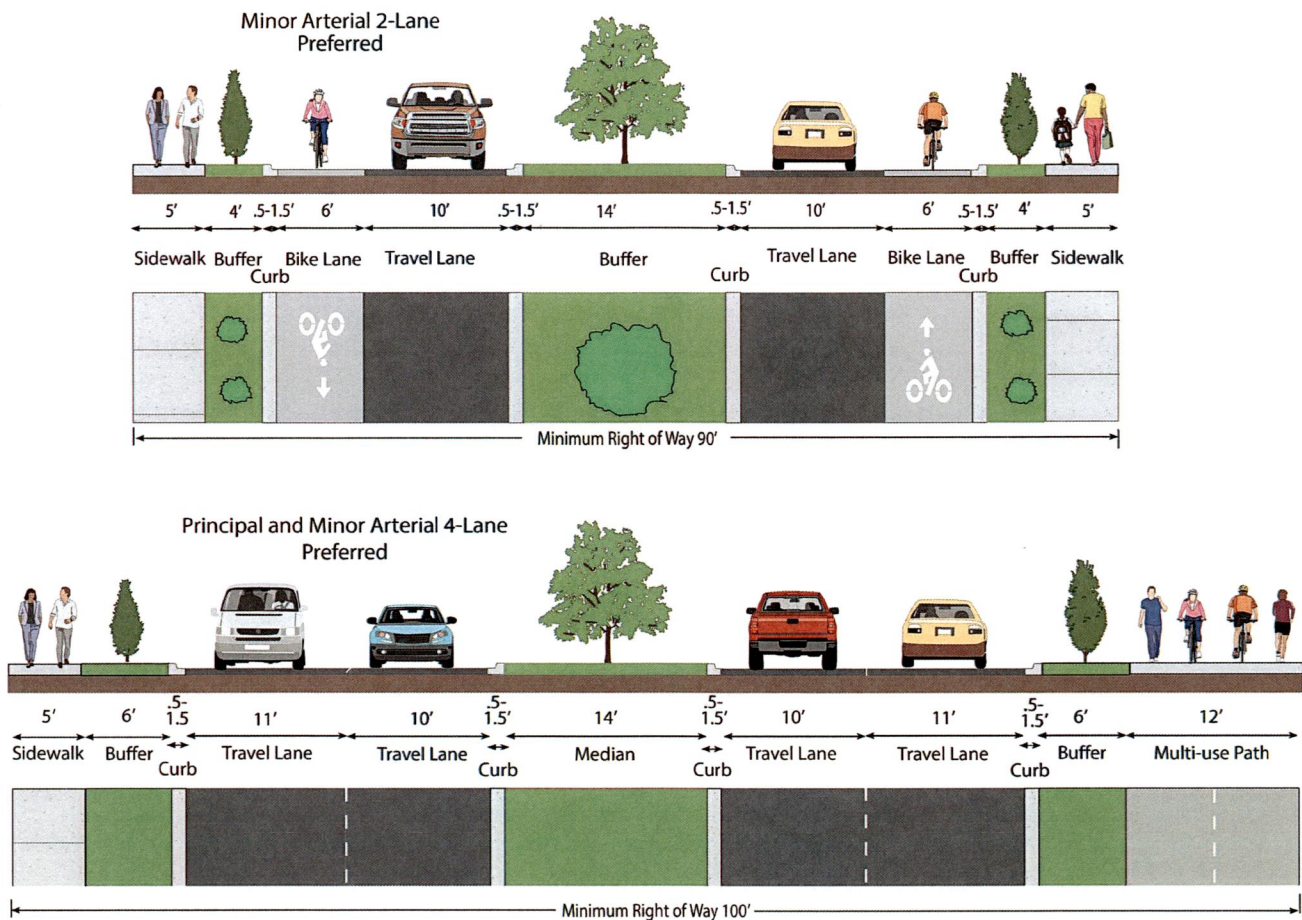 Minor Arterial 2-Lane
Preferred
5' 4' .5-1.5' 6' 10' .5-1.5' 14' .5-1.5' 10' 6' .5-1.5' 4' 5'
Sidewalk Buffer Curb Bike Lane Travel Lane Buffer Curb Travel Lane Bike Lane Curb Buffer Sidewalk
Minimum Right of Way 90'
Principal and Minor Arterial 4-Lane
Preferred
5' 6' .5-1.5 11' 10' .5-1.5' 14' .5-1.5' 10' 11' .5-1.5' 6' 12'
Sidewalk Buffer Curb Travel Lane Travel Lane Curb Median Curb Travel Lane Travel Lane Curb Buffer Multi-use Path
Minimum Right of Way 100'